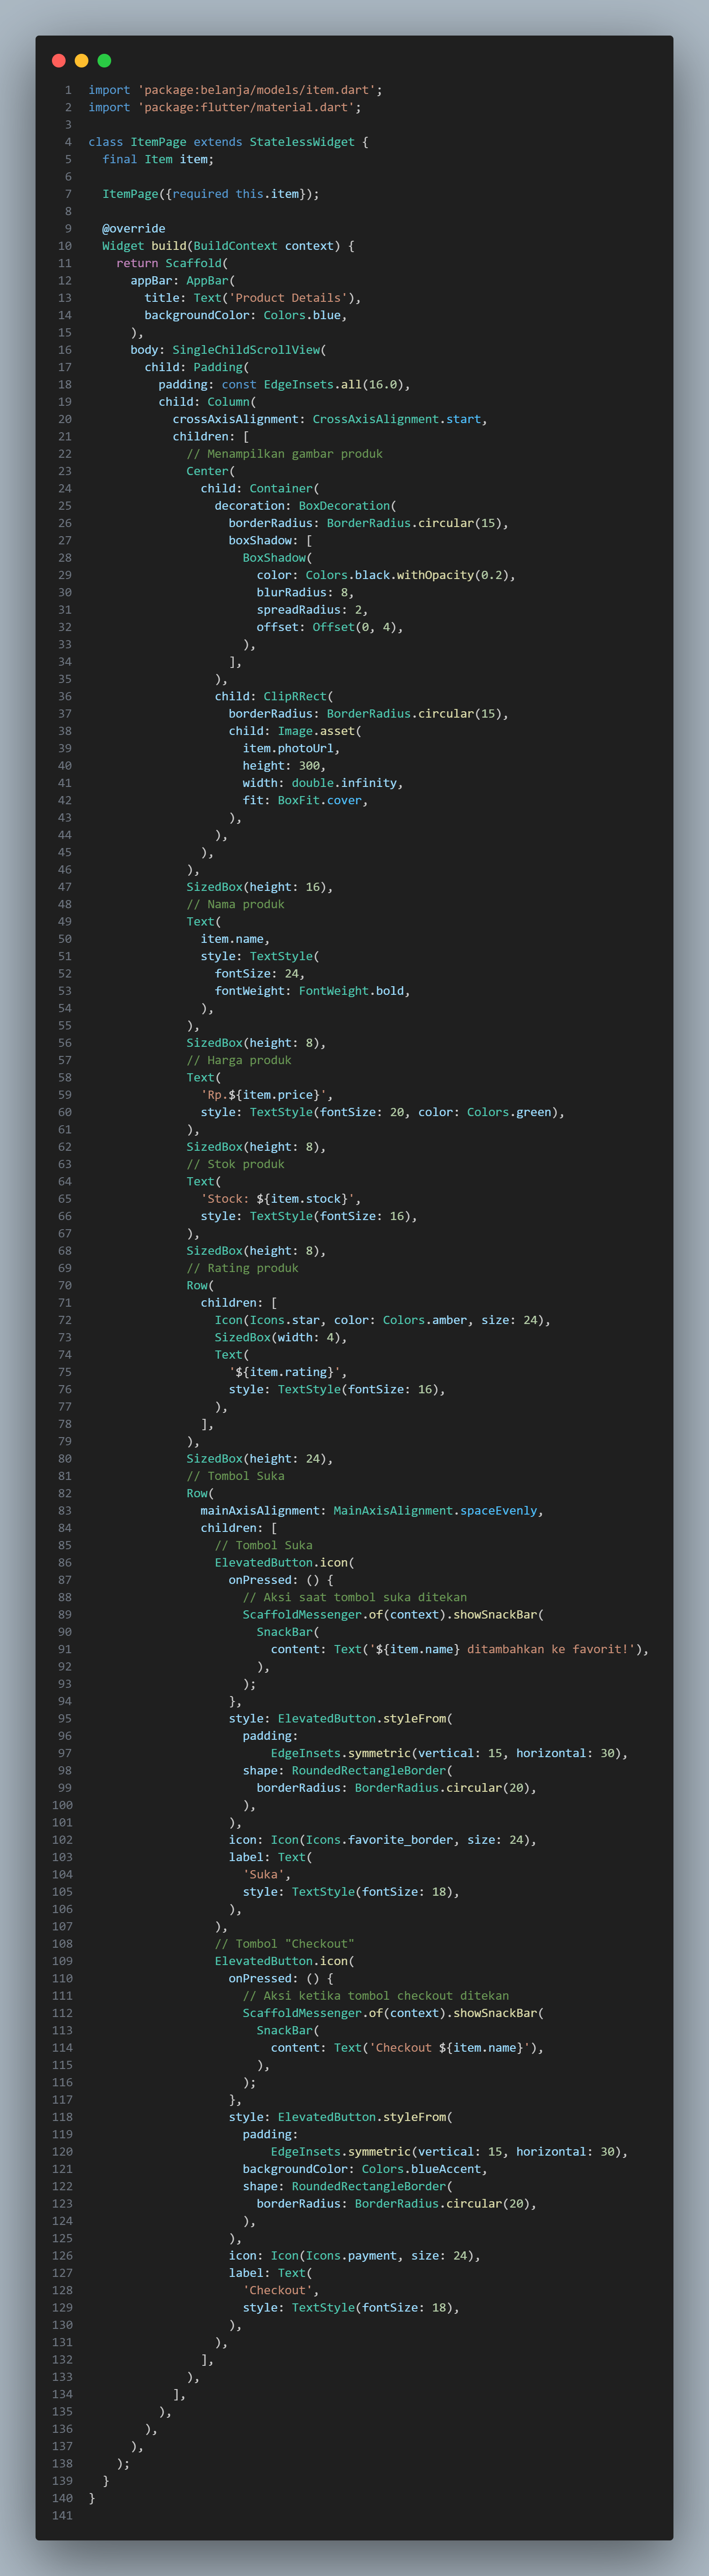 1 import 'package:belanja/models/item.dart';
2 import 'package:flutter/material.dart';
3
4 class ItemPage extends StatelessWidget {
5   final Item item;
6
7   ItemPage({required this.item});
8
9   @override
10   Widget build(BuildContext context) {
11     return Scaffold(
12       appBar: AppBar(
13         title: Text('Product Details'),
14         backgroundColor: Colors.blue,
15       ),
16       body: SingleChildScrollView(
17         child: Padding(
18           padding: const EdgeInsets.all(16.0),
19           child: Column(
20             crossAxisAlignment: CrossAxisAlignment.start,
21             children: [
22               // Menampilkan gambar produk
23               Center(
24                 child: Container(
25                   decoration: BoxDecoration(
26                     borderRadius: BorderRadius.circular(15),
27                     boxShadow: [
28                       BoxShadow(
29                         color: Colors.black.withOpacity(0.2),
30                         blurRadius: 8,
31                         spreadRadius: 2,
32                         offset: Offset(0, 4),
33                       ),
34                     ],
35                   ),
36                   child: ClipRRect(
37                     borderRadius: BorderRadius.circular(15),
38                     child: Image.asset(
39                       item.photoUrl,
40                       height: 300,
41                       width: double.infinity,
42                       fit: BoxFit.cover,
43                     ),
44                   ),
45                 ),
46               ),
47               SizedBox(height: 16),
48               // Nama produk
49               Text(
50                 item.name,
51                 style: TextStyle(
52                   fontSize: 24,
53                   fontWeight: FontWeight.bold,
54                 ),
55               ),
56               SizedBox(height: 8),
57               // Harga produk
58               Text(
59                 'Rp.${item.price}',
60                 style: TextStyle(fontSize: 20, color: Colors.green),
61               ),
62               SizedBox(height: 8),
63               // Stok produk
64               Text(
65                 'Stock: ${item.stock}',
66                 style: TextStyle(fontSize: 16),
67               ),
68               SizedBox(height: 8),
69               // Rating produk
70               Row(
71                 children: [
72                   Icon(Icons.star, color: Colors.amber, size: 24),
73                   SizedBox(width: 4),
74                   Text(
75                     '${item.rating}',
76                     style: TextStyle(fontSize: 16),
77                   ),
78                 ],
79               ),
80               SizedBox(height: 24),
81               // Tombol Suka
82               Row(
83                 mainAxisAlignment: MainAxisAlignment.spaceEvenly,
84                 children: [
85                   // Tombol Suka
86                   ElevatedButton.icon(
87                     onPressed: () {
88                       // Aksi saat tombol suka ditekan
89                       ScaffoldMessenger.of(context).showSnackBar(
90                         SnackBar(
91                           content: Text('${item.name} ditambahkan ke favorit!'),
92                         ),
93                       );
94                     },
95                     style: ElevatedButton.styleFrom(
96                       padding:
97                           EdgeInsets.symmetric(vertical: 15, horizontal: 30),
98                       shape: RoundedRectangleBorder(
99                         borderRadius: BorderRadius.circular(20),
100                       ),
101                     ),
102                     icon: Icon(Icons.favorite_border, size: 24),
103                     label: Text(
104                       'Suka',
105                       style: TextStyle(fontSize: 18),
106                     ),
107                   ),
108                   // Tombol "Checkout"
109                   ElevatedButton.icon(
110                     onPressed: () {
111                       // Aksi ketika tombol checkout ditekan
112                       ScaffoldMessenger.of(context).showSnackBar(
113                         SnackBar(
114                           content: Text('Checkout ${item.name}'),
115                         ),
116                       );
117                     },
118                     style: ElevatedButton.styleFrom(
119                       padding:
120                           EdgeInsets.symmetric(vertical: 15, horizontal: 30),
121                       backgroundColor: Colors.blueAccent,
122                       shape: RoundedRectangleBorder(
123                         borderRadius: BorderRadius.circular(20),
124                       ),
125                     ),
126                     icon: Icon(Icons.payment, size: 24),
127                     label: Text(
128                       'Checkout',
129                       style: TextStyle(fontSize: 18),
130                     ),
131                   ),
132                 ],
133               ),
134             ],
135           ),
136         ),
137       ),
138     );
139   }
140 }
141